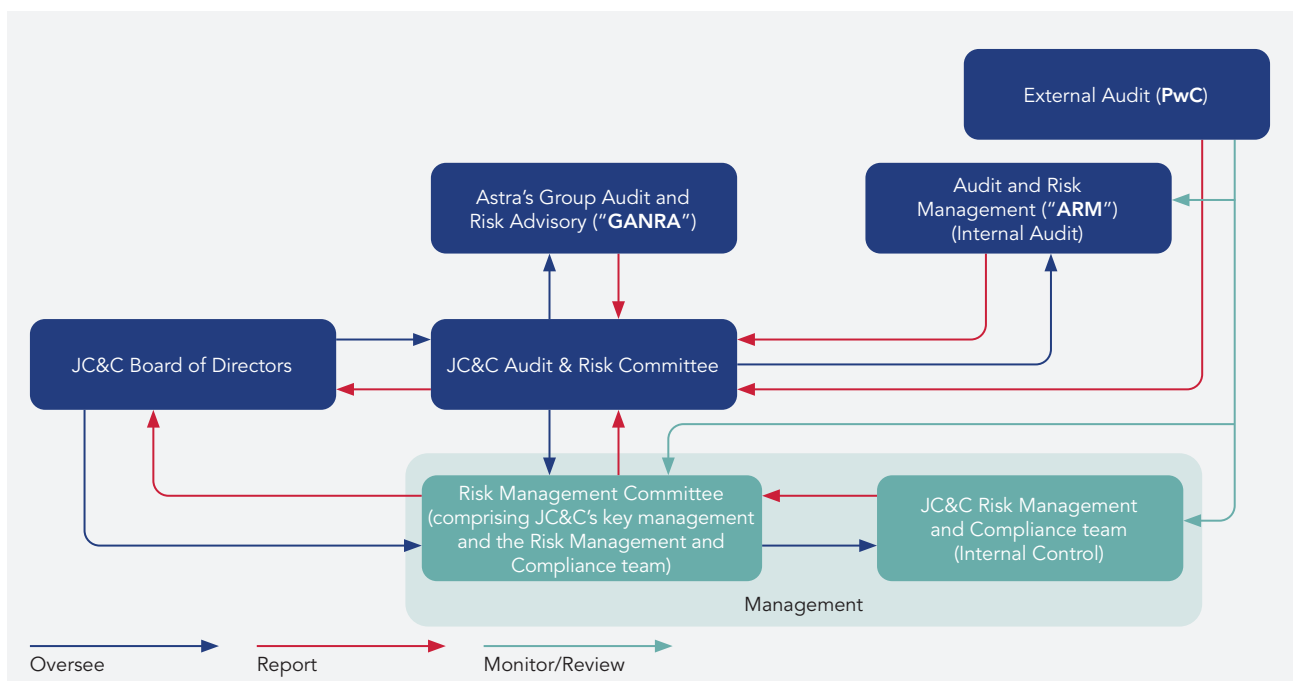 External Audit (PwC)
Astra’s Group Audit and
Risk Advisory (“GANRA”)
Audit and Risk
Management (“ARM”)
(Internal Audit)
JC&C Board of Directors
JC&C Audit & Risk Committee
Risk Management Committee
(comprising JC&C’s key management
and the Risk Management and
Compliance team)
JC&C Risk Management
and Compliance team
(Internal Control)
Management
Oversee
Report
Monitor/Review